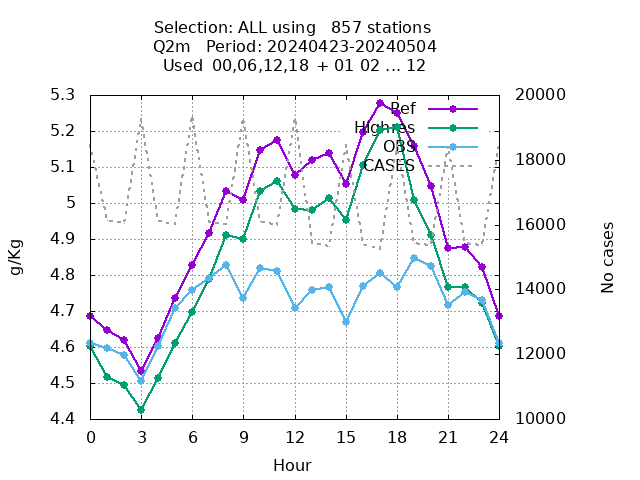 Selection: ALL using 857 stations
Q2m Period: 20240423-20240504
Used 00,06,12,18 + 01 02 ... 12
5.3
5.2
5.1
5
4.9
4.8
4.7
4.6
4.5
4.4
g/Kg
20000
18000
16000
14000
12000
10000
No cases
Ref
Highres
OBS
CASES
0 3 6 9 12 15 18 21 24
Hour